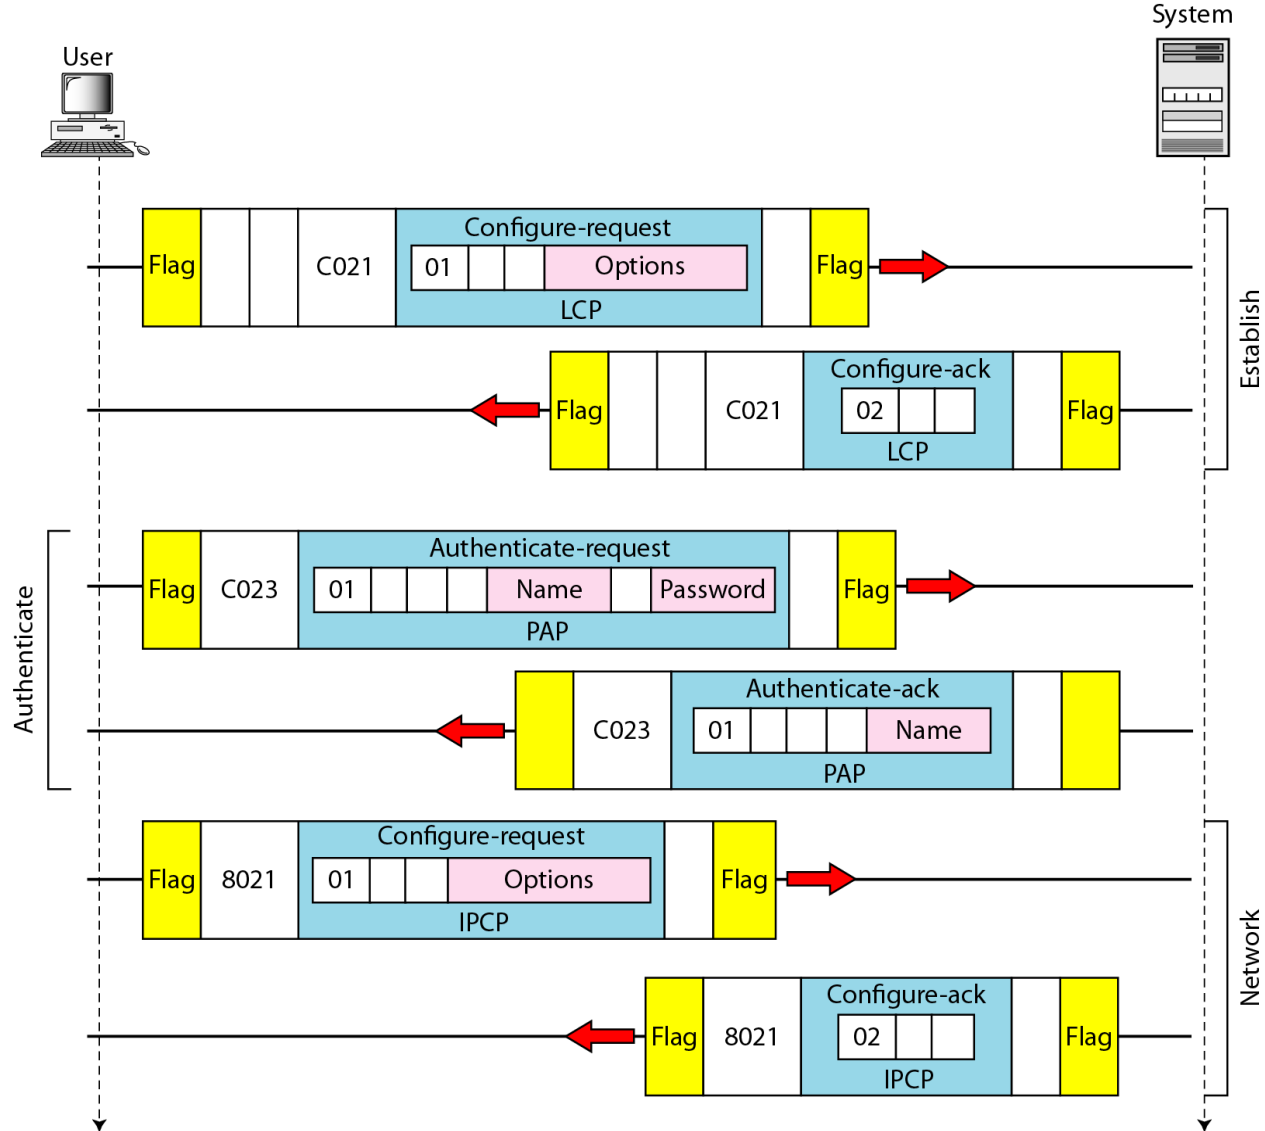 System
User
Configure-request
Flag C021 01 Options Flag
LCP
Establish
Configure-ack
Flag C021 02 Flag
LCP
Authenticate
Authenticate-request
Flag C023 01 Name Password Flag
PAP
Authenticate-ack
C023 01 Name
PAP
Configure-request
Flag 8021 01 Options Flag
IPCP
Network
Configure-ack
Flag 8021 02 Flag
IPCP